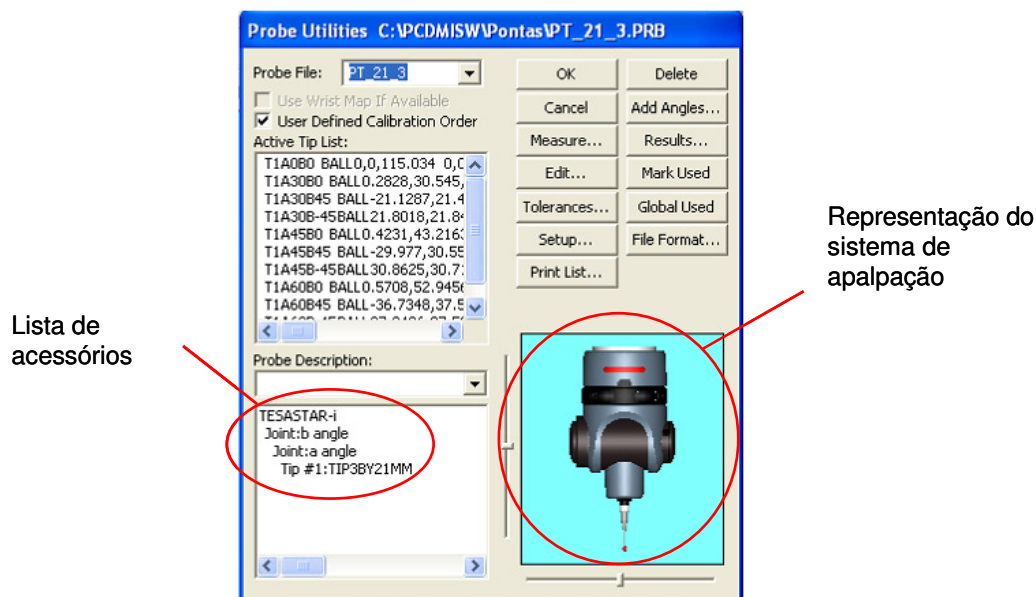 Probe Utilities C:\PCDMISW\Pontas\PT_21_3.PRB
Probe File:
PT_21_3
OK
Delete
Use Wrist Map If Available
Cancel
Add Angles...
User Defined Calibration Order
Active Tip List:
Measure...
Results...
T1A0B0 BALL0,0,115.034 0,0
T1A30B0 BALL0.2828,30.545,
T1A30B45 BALL-21.1287,21.4
T1A30B-45BALL21.8018,21.84
T1A45B0 BALL0.4231,43.216
T1A45B45 BALL-29.977,30.55
T1A45B-45BALL30.8625,30.7
T1A60B0 BALL0.5708,52.945
T1A60B45 BALL-36.7348,37.5
Edit...
Mark Used
Tolerances...
Global Used
Setup...
File Format...
Print List...
Representação do
sistema de
apalpação
Lista de
acessórios
Probe Description:
TESASTAR-i
Joint:b angle
Joint:a angle
Tip #1:TIP3BY21MM